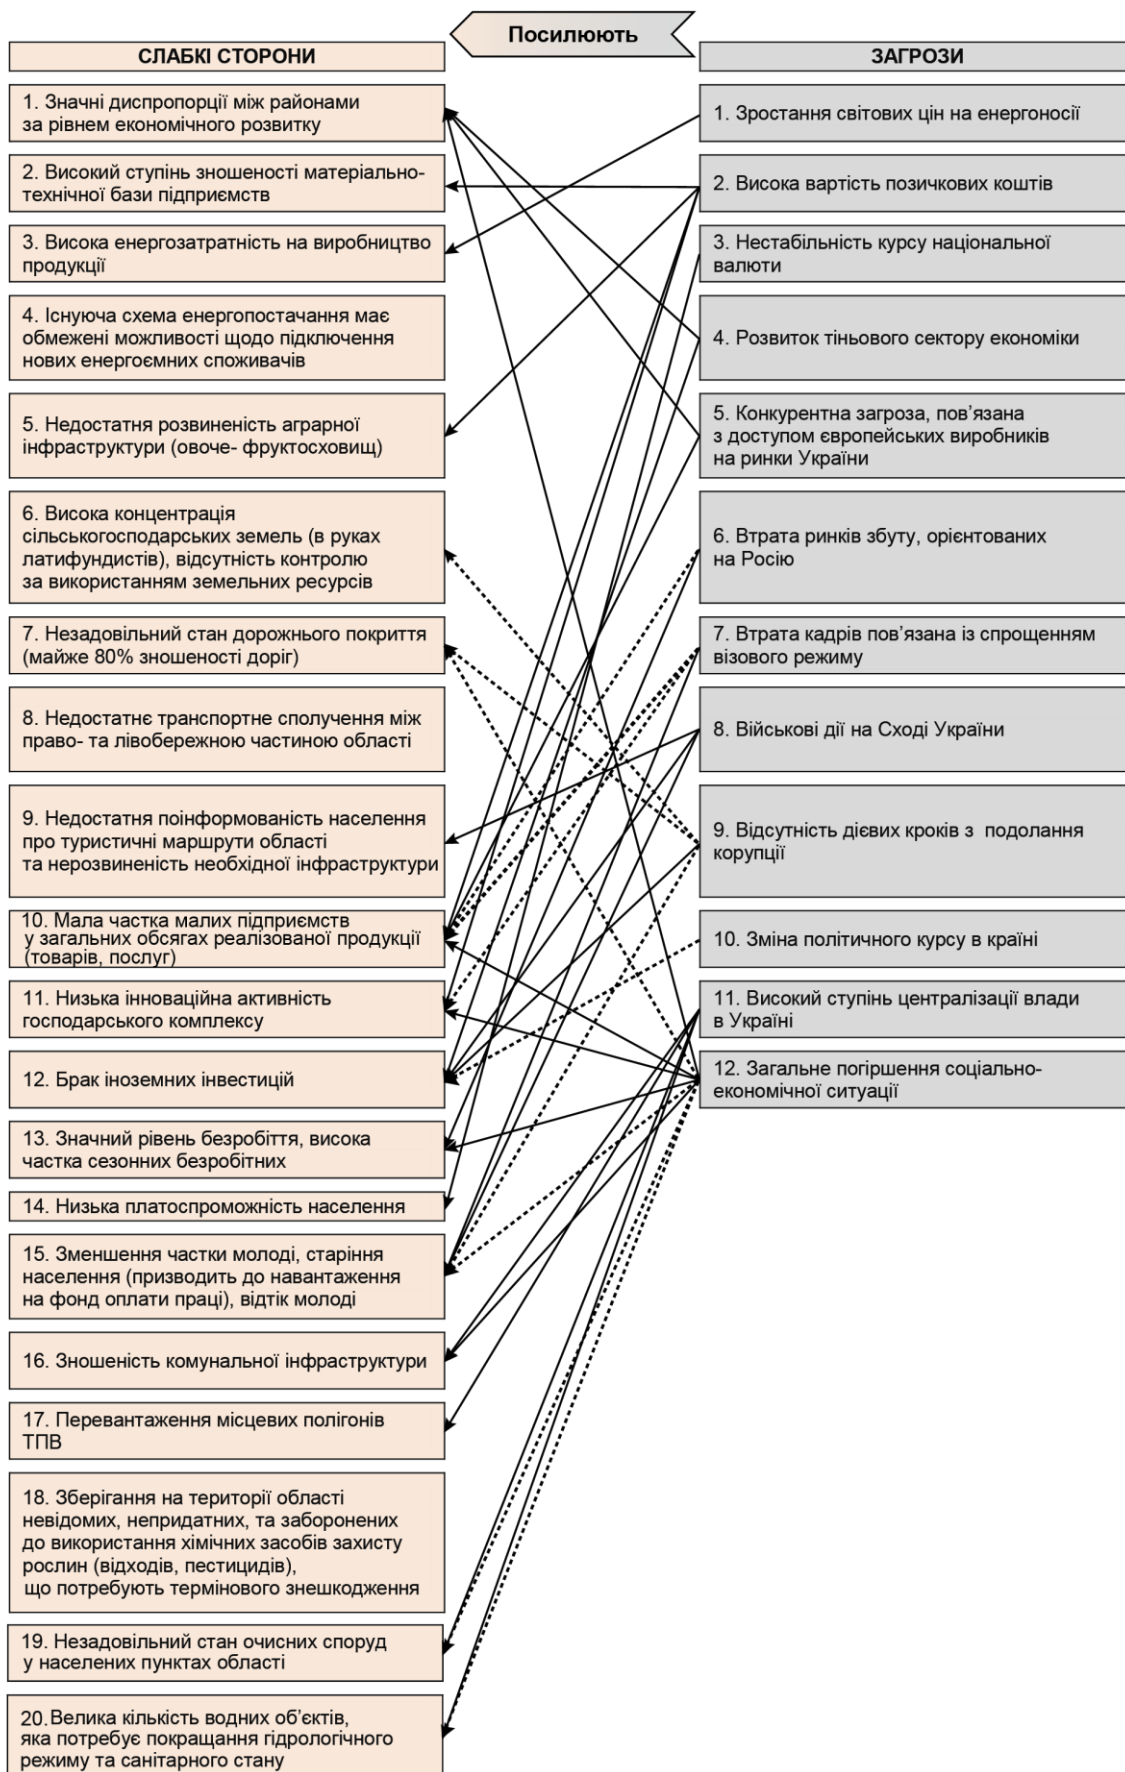 Посилюють
СЛАБКІ СТОРОНИ
1. Значні диспропорції між районами
за рівнем економічного розвитку
2. Високий ступінь зношеності матеріально-
технічної бази підприємств
3. Висока енергозатратність на виробництво
продукції
4. Існуюча схема енергопостачання має
обмежені можливості щодо підключення
нових енергоємних споживачів
5. Недостатня розвиненість аграрної
інфраструктури (овоче- фруктосховищ)
6. Висока концентрація
сільськогосподарських земель (в руках
латифундистів), відсутність контролю
за використанням земельних ресурсів
7. Незадовільний стан дорожнього покриття
(майже 80% зношеності доріг)
8. Недостатнє транспортне сполучення між
право- та лівобережною частиною області
9. Недостатня поінформованість населення
про туристичні маршрути області
та нерозвиненість необхідної інфраструктури
10. Мала частка малих підприємств
у загальних обсягах реалізованої продукції
(товарів, послуг)
11. Низька інноваційна активність
господарського комплексу
12. Брак іноземних інвестицій
13. Значний рівень безробіття, висока
частка сезонних безробітних
14. Низька платоспроможність населення
15. Зменшення частки молоді, старіння
населення (призводить до навантаження
на фонд оплати праці), відтік молоді
16. Зношеність комунальної інфраструктури
17. Перевантаження місцевих полігонів
ТПВ
18. Зберігання на території області
невідомих, непридатних, та заборонених
до використання хімічних засобів захисту
рослин (відходів, пестицидів),
що потребують термінового знешкодження
19. Незадовільний стан очисних споруд
у населених пунктах області
20.Велика кількість водних об’єктів,
яка потребує покращання гідрологічного
режиму та санітарного стану
ЗАГРОЗИ
1. Зростання світових цін на енергоносії
2. Висока вартість позичкових коштів
3. Нестабільність курсу національної
валюти
4. Розвиток тіньового сектору економіки
5. Конкурентна загроза, пов’язана
з доступом європейських виробників
на ринки України
6. Втрата ринків збуту, орієнтованих
на Росію
7. Втрата кадрів пов’язана із спрощенням
візового режиму
8. Військові дії на Сході України
9. Відсутність дієвих кроків з подолання
корупції
10. Зміна політичного курсу в країні
11. Високий ступінь централізації влади
в Україні
12. Загальне погіршення соціально-
економічної ситуації